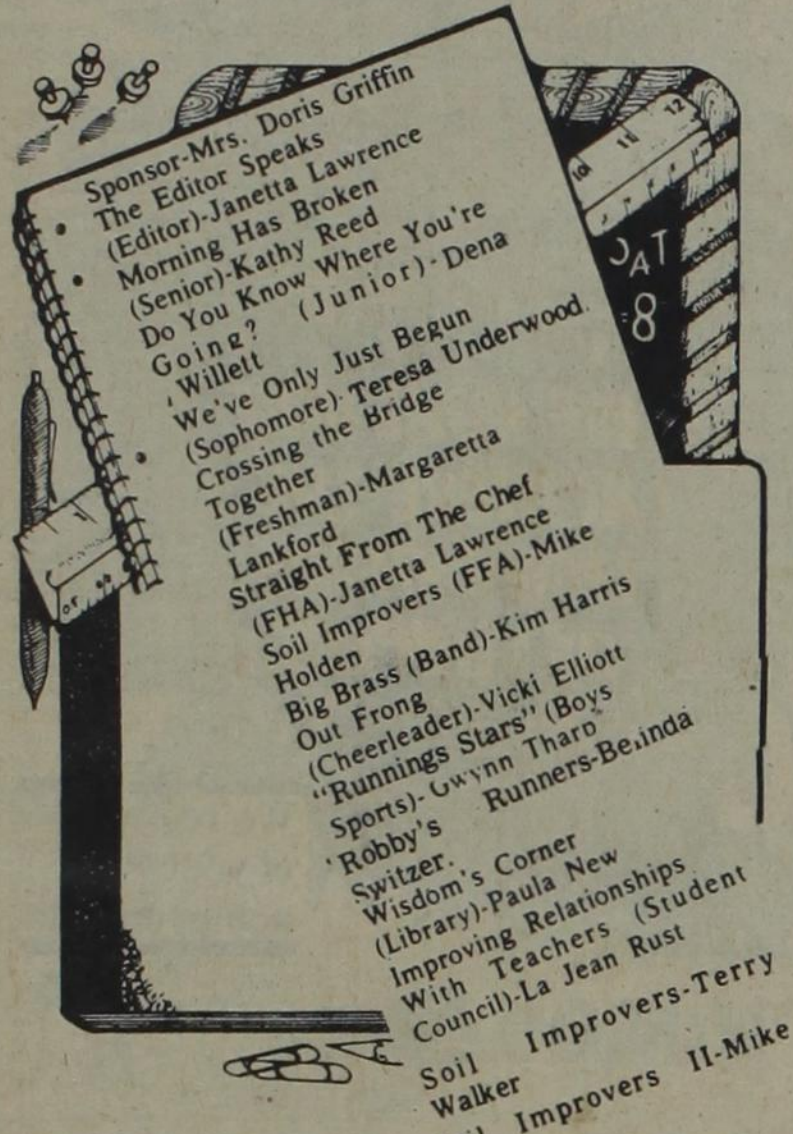 Sponsor-Mrs. Doris Griffin
The Editor Speaks
(Editor)-Janetta Lawrence
Morning Has Broken
(Senior)-Kathy Reed
Do You Know Where You're
Going? (Junior)-Dena
Willett
We've Only Just Begun
(Sophomore)-Teresa Underwood
Crossing the Bridge
Together
(Freshman)-Margaretta
Lankford
Straight From The Chef
(FHA)-Janetta Lawrence
Soil Improvers (FFA)-Mike
Holden
Big Brass (Band)-Kim Harris
Out Frong
(Cheerleader)-Vicki Elliott
"Runnings Stars" (Boys
Sports)-Gwynn Tharp
'Robby's Runners-Belinda
Switzer.
Wisdom's Corner
(Library)-Paula New
Improving Relationships
With Teachers (Student
Council)-La Jean Rust
Soil Improvers-Terry
Walker
Improvers II-Mike
10 11 12
8